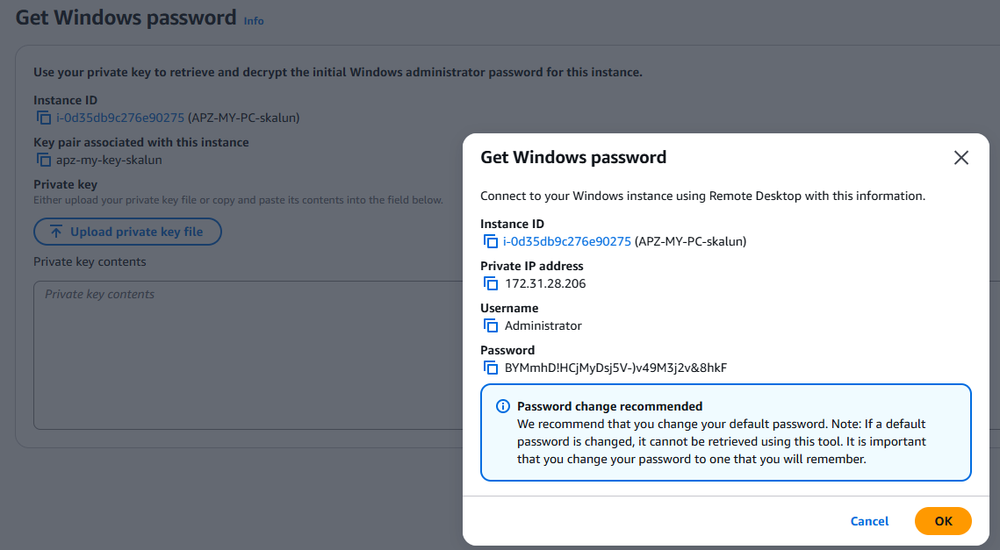 Get Windows password Info
Use your private key to retrieve and decrypt the initial Windows administrator password for this instance.
Instance ID
i-0d35db9c276e90275 (APZ-MY-PC-skalun)
Key pair associated with this instance
apz-my-key-skalun
Private key
Either upload your private key file or copy and paste its contents into the field below.
Upload private key file
Private key contents
Private key contents
Get Windows password
Connect to your Windows instance using Remote Desktop with this information.
Instance ID
i-0d35db9c276e90275 (APZ-MY-PC-skalun)
Private IP address
172.31.28.206
Username
Administrator
Password
BYMmhD!HCjMyDsj5V-)v49M3j2v&8hkF
Password change recommended
We recommend that you change your default password. Note: If a default
password is changed, it cannot be retrieved using this tool. It is important
that you change your password to one that you will remember.
Cancel
OK